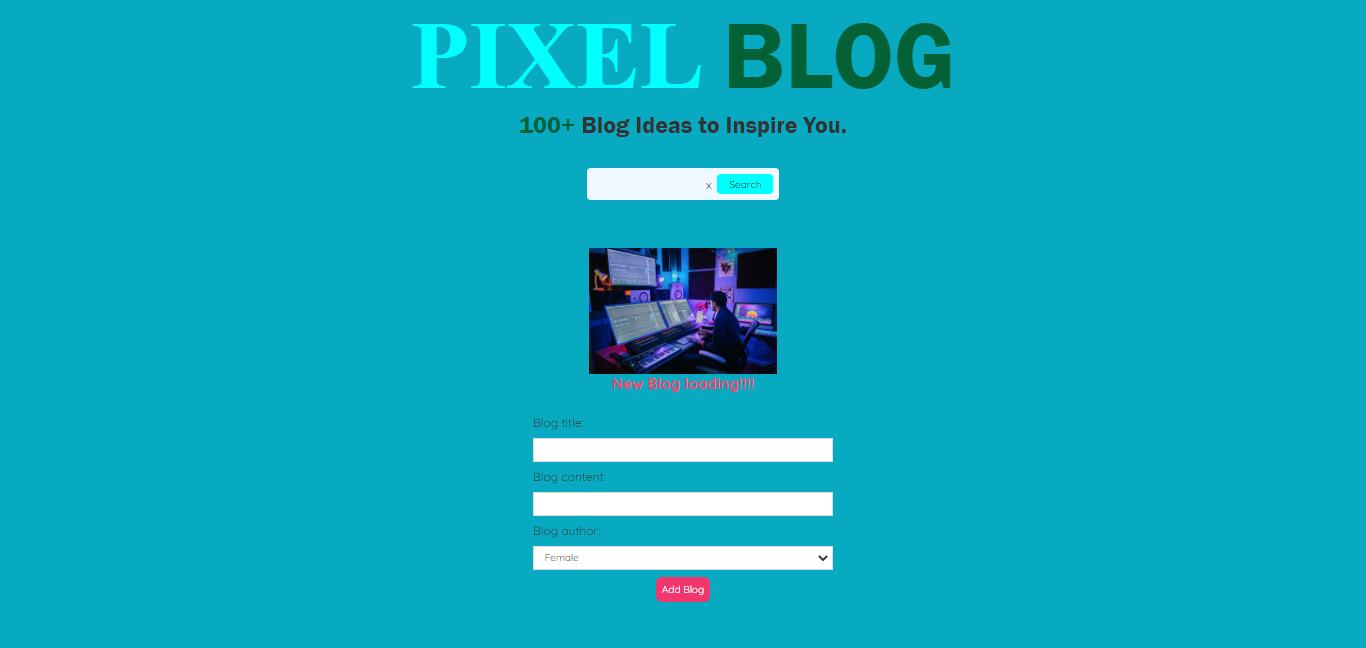 PIXEL BLOG
100+ Blog Ideas to Inspire You.
x Search
New Blog loading!!!!
Blog title:
Blog content:
Blog author:
Female
Add Blog